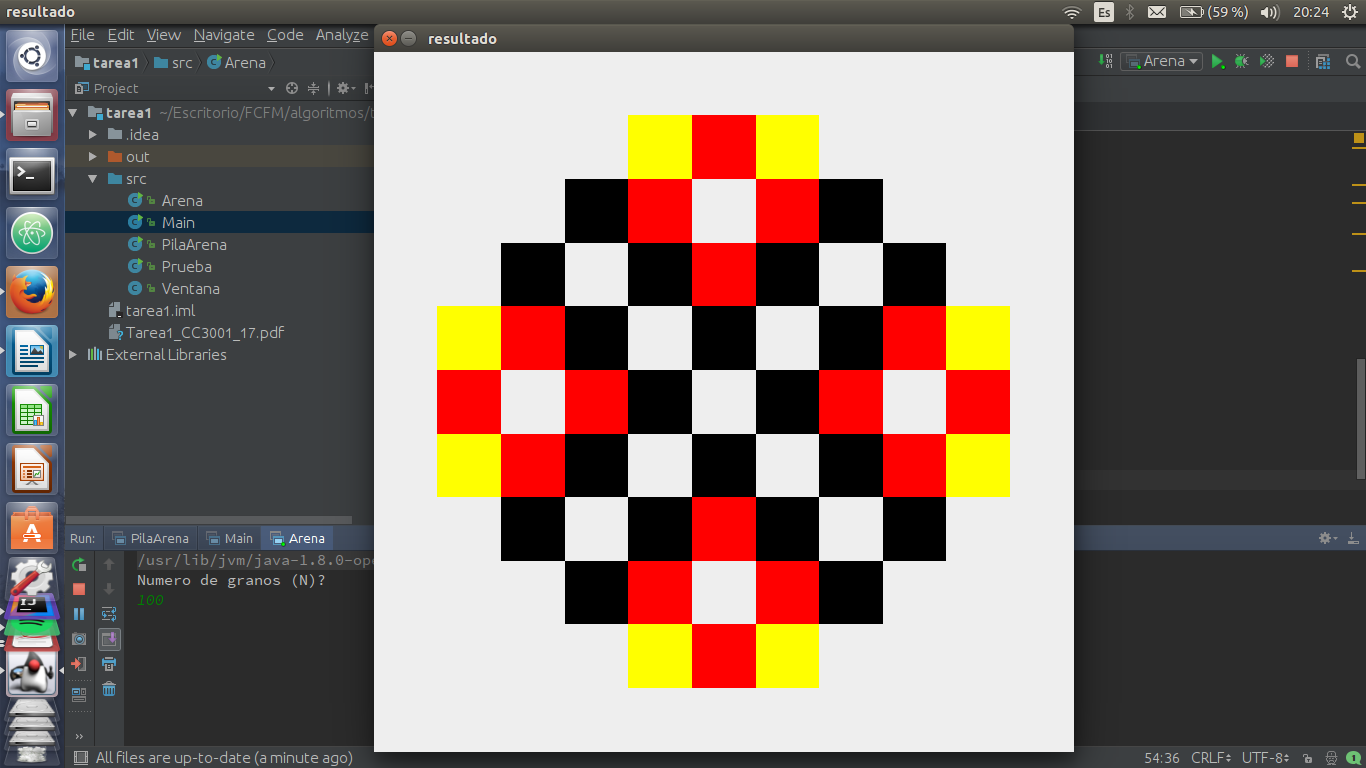 resultado
Es
(59 %)
20:24
File Edit View Navigate Code Analyze
resultado
tarea1 src Arena
Arena
Project
tarea1 ~/Escritorio/FCFM/algoritmos/t
.idea
out
src
Arena
Main
PilaArena
Prueba
Ventana
tarea1.iml
Tarea1_CC3001_17.pdf
External Libraries
Run: PilaArena Main Arena
/usr/lib/jvm/java-1.8.0-ope
Numero de granos (N)?
100
All files are up-to-date (a minute ago)
54:36 CRLF UTF-8 1